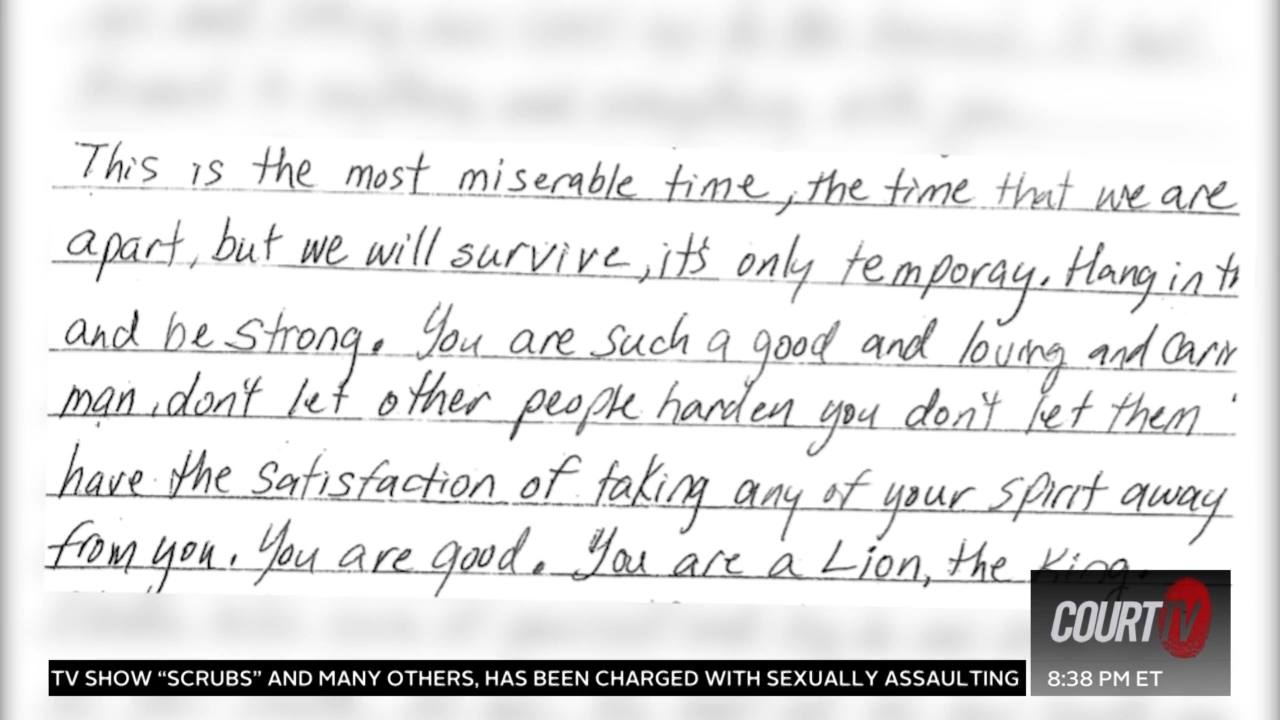 This is the most miserable time, the time that we are
apart, but we will survive, it's only temporay. Hang in
and be strong. You are such a good and loving and
man, don't let other people harden you don't let them
have the satisfaction of taking any of your spirit away
from you. You are good. You are a Lion, the King.
COURT TV
TV SHOW “SCRUBS” AND MANY OTHERS, HAS BEEN CHARGED WITH SEXUALLY ASSAULTING
8:38 PM ET